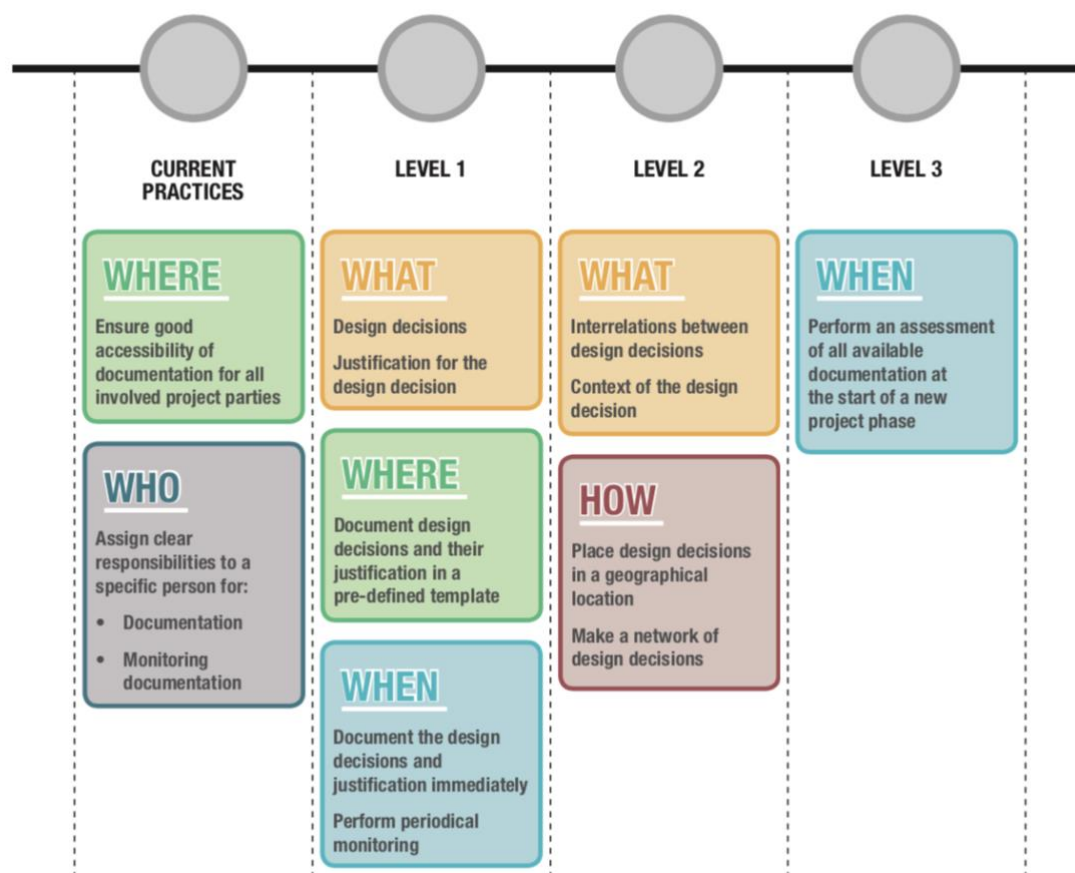 CURRENT
PRACTICES
WHERE
Ensure good
accessibility of
documentation for all
involved project parties
WHO
Assign clear
responsibilities to a
specific person for:
• Documentation
• Monitoring
documentation
LEVEL 1
WHAT
Design decisions
Justification for the
design decision
WHERE
Document design
decisions and their
justification in a
pre-defined template
WHEN
Document the design
decisions and
justification immediately
Perform periodical
monitoring
LEVEL 2
WHAT
Interrelations between
design decisions
Context of the design
decision
HOW
Place design decisions
in a geographical
location
Make a network of
design decisions
LEVEL 3
WHEN
Perform an assessment
of all available
documentation at
the start of a new
project phase